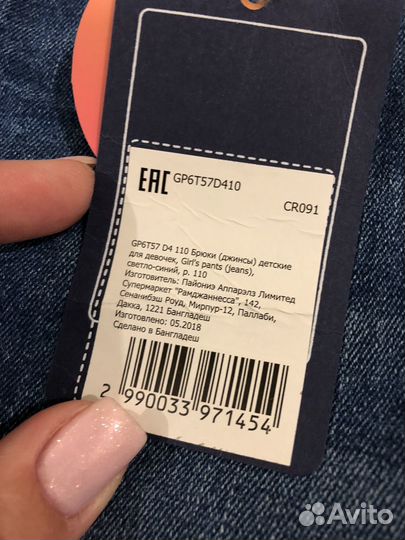 EAC GP6T57D410
CR091
GP6T57 D4 110 Брюки (джинсы) детские
для девочек, Girl's pants (jeans),
светло-синий, р. 110
Изготовитель: Пайониэ Аппарэлз Лимитед
Супермаркет "Рамджаннесса", 142,
Сенанибэш Роуд, Мирпур-12, Паллаби,
Дакка, 1221 Бангладеш
Изготовлено: 05.2018
Сделано в Бангладеш
2 990033 971454
Avito